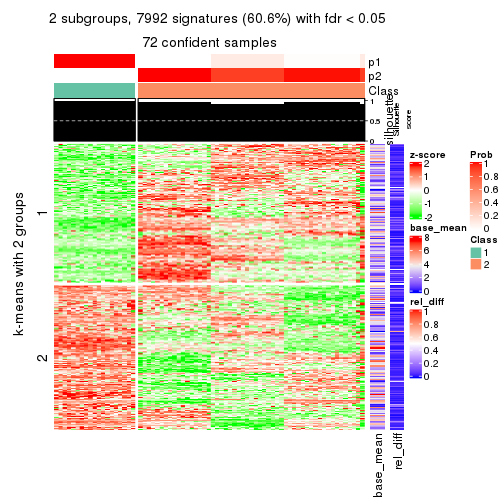 2 subgroups, 7992 signatures (60.6%) with fdr < 0.05
72 confident samples
p1
p2
Class
silhouette
Silhouette
score
1
0.5
0
k-means with 2 groups
1
2
base_mean
rel_diff
z-score
2
1
0
-1
-2
base_mean
8
6
4
2
0
rel_diff
1
0.8
0.6
0.4
0.2
0
Prob
1
0.8
0.6
0.4
0.2
0
Class
1
2